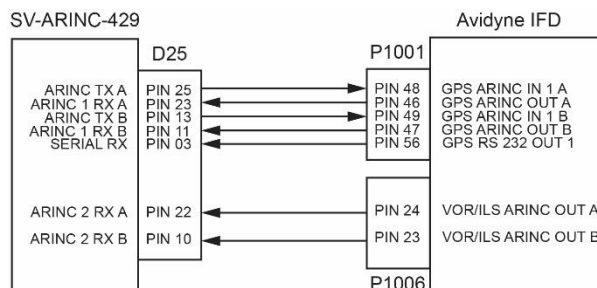 SV-ARINC-429 Avidyne IFD
D25 P1001
ARINC TX A PIN 25 PIN 48 GPS ARINC IN 1 A
ARINC 1 RX A PIN 23 PIN 46 GPS ARINC OUT A
ARINC TX B PIN 13 PIN 49 GPS ARINC IN 1 B
ARINC 1 RX B PIN 11 PIN 47 GPS ARINC OUT B
SERIAL RX PIN 03 PIN 56 GPS RS 232 OUT 1
ARINC 2 RX A PIN 22 PIN 24 VOR/ILS ARINC OUT A
ARINC 2 RX B PIN 10 PIN 23 VOR/ILS ARINC OUT B
P1006